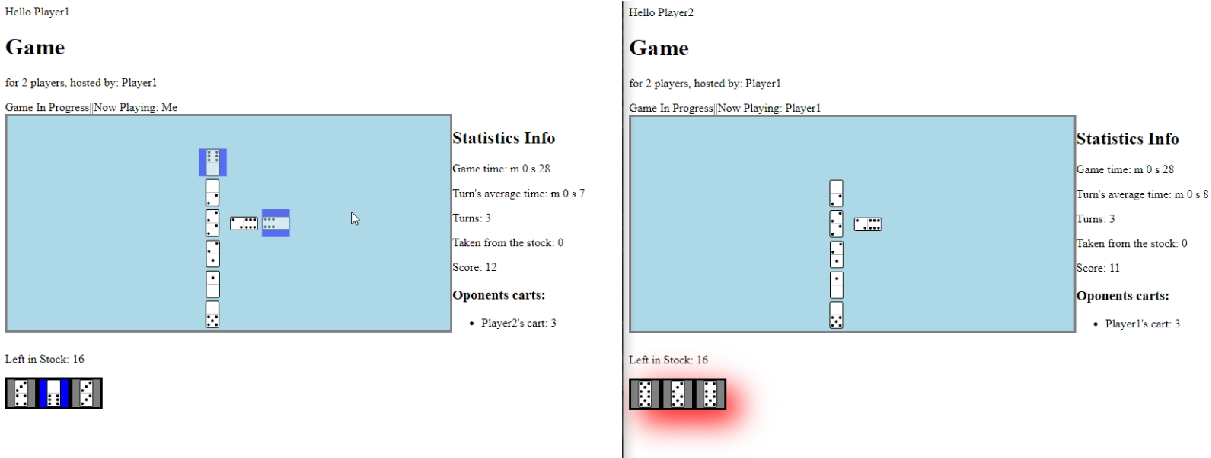 Hello Player1
Game
for 2 players, hosted by: Player1
Game In Progress||Now Playing: Me
Statistics Info
Game time: m 0 s 28
Turn's average time: m 0 s 7
Turns: 3
Taken from the stock: 0
Score: 12
Oponents carts:
• Player2's cart: 3
Left in Stock: 16
Hello Player2
Game
for 2 players, hosted by: Player1
Game In Progress||Now Playing: Player1
Statistics Info
Game time: m 0 s 28
Turn's average time: m 0 s 8
Turns: 3
Taken from the stock: 0
Score: 11
Oponents carts:
• Player1's cart: 3
Left in Stock: 16